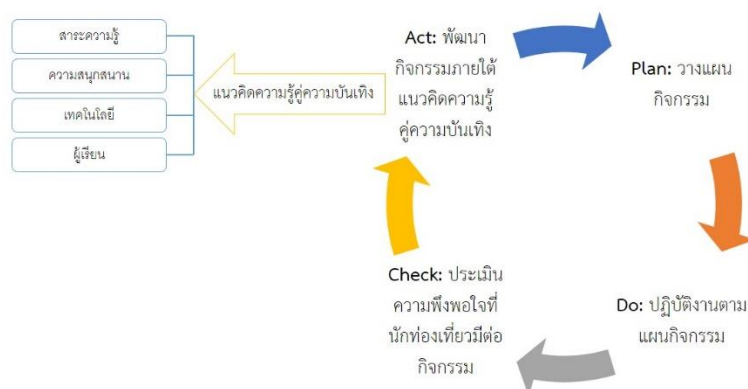 สาระความรู้
ความสนุกสนาน
เทคโนโลยี
ผู้เรียน
แนวคิดความรู้คู่ความบันเทิง
Act: พัฒนา
กิจกรรมภายใต้
แนวคิดความรู้
คู่ความบันเทิง
Plan: วางแผน
กิจกรรม
Do: ปฏิบัติงานตาม
แผนกิจกรรม
Check: ประเมิน
ความพึงพอใจที่
นักท่องเที่ยวมีต่อ
กิจกรรม